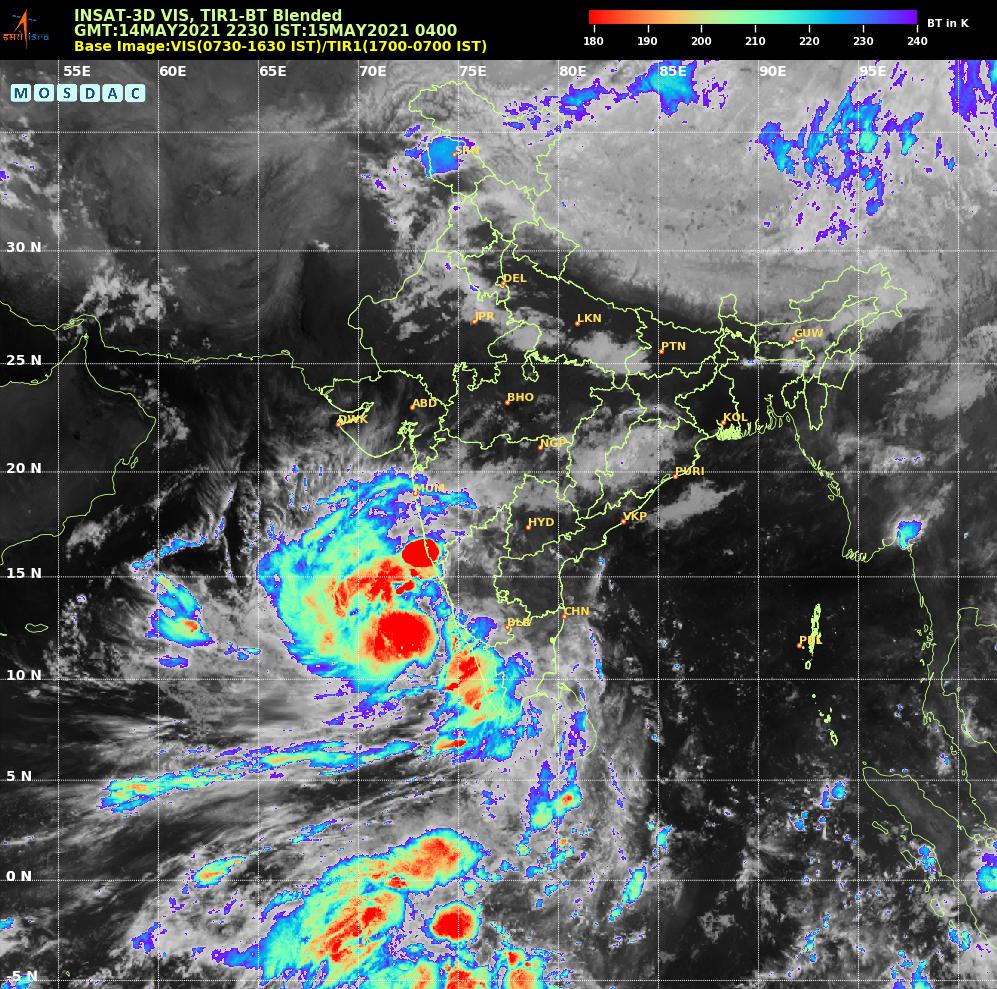 INSAT-3D VIS, TIR1-BT Blended
GMT:14MAY2021 2230 IST:15MAY2021 0400
Base Image:VIS(0730-1630 IST)/TIR1(1700-0700 IST)
BT in K
180 190 200 210 220 230 240
55E 60E 65E 70E 75E 80E 85E 90E 95E
MOSDAC
SRN
30 N
DEL
JPR
LKN
GUW
PTN
25 N
ABD
BHO
DWK
KOL
NGP
20 N
PURI
MUM
HYD
VKP
15 N
CHN
BLR
PBL
10 N
5 N
0 N
-5 N